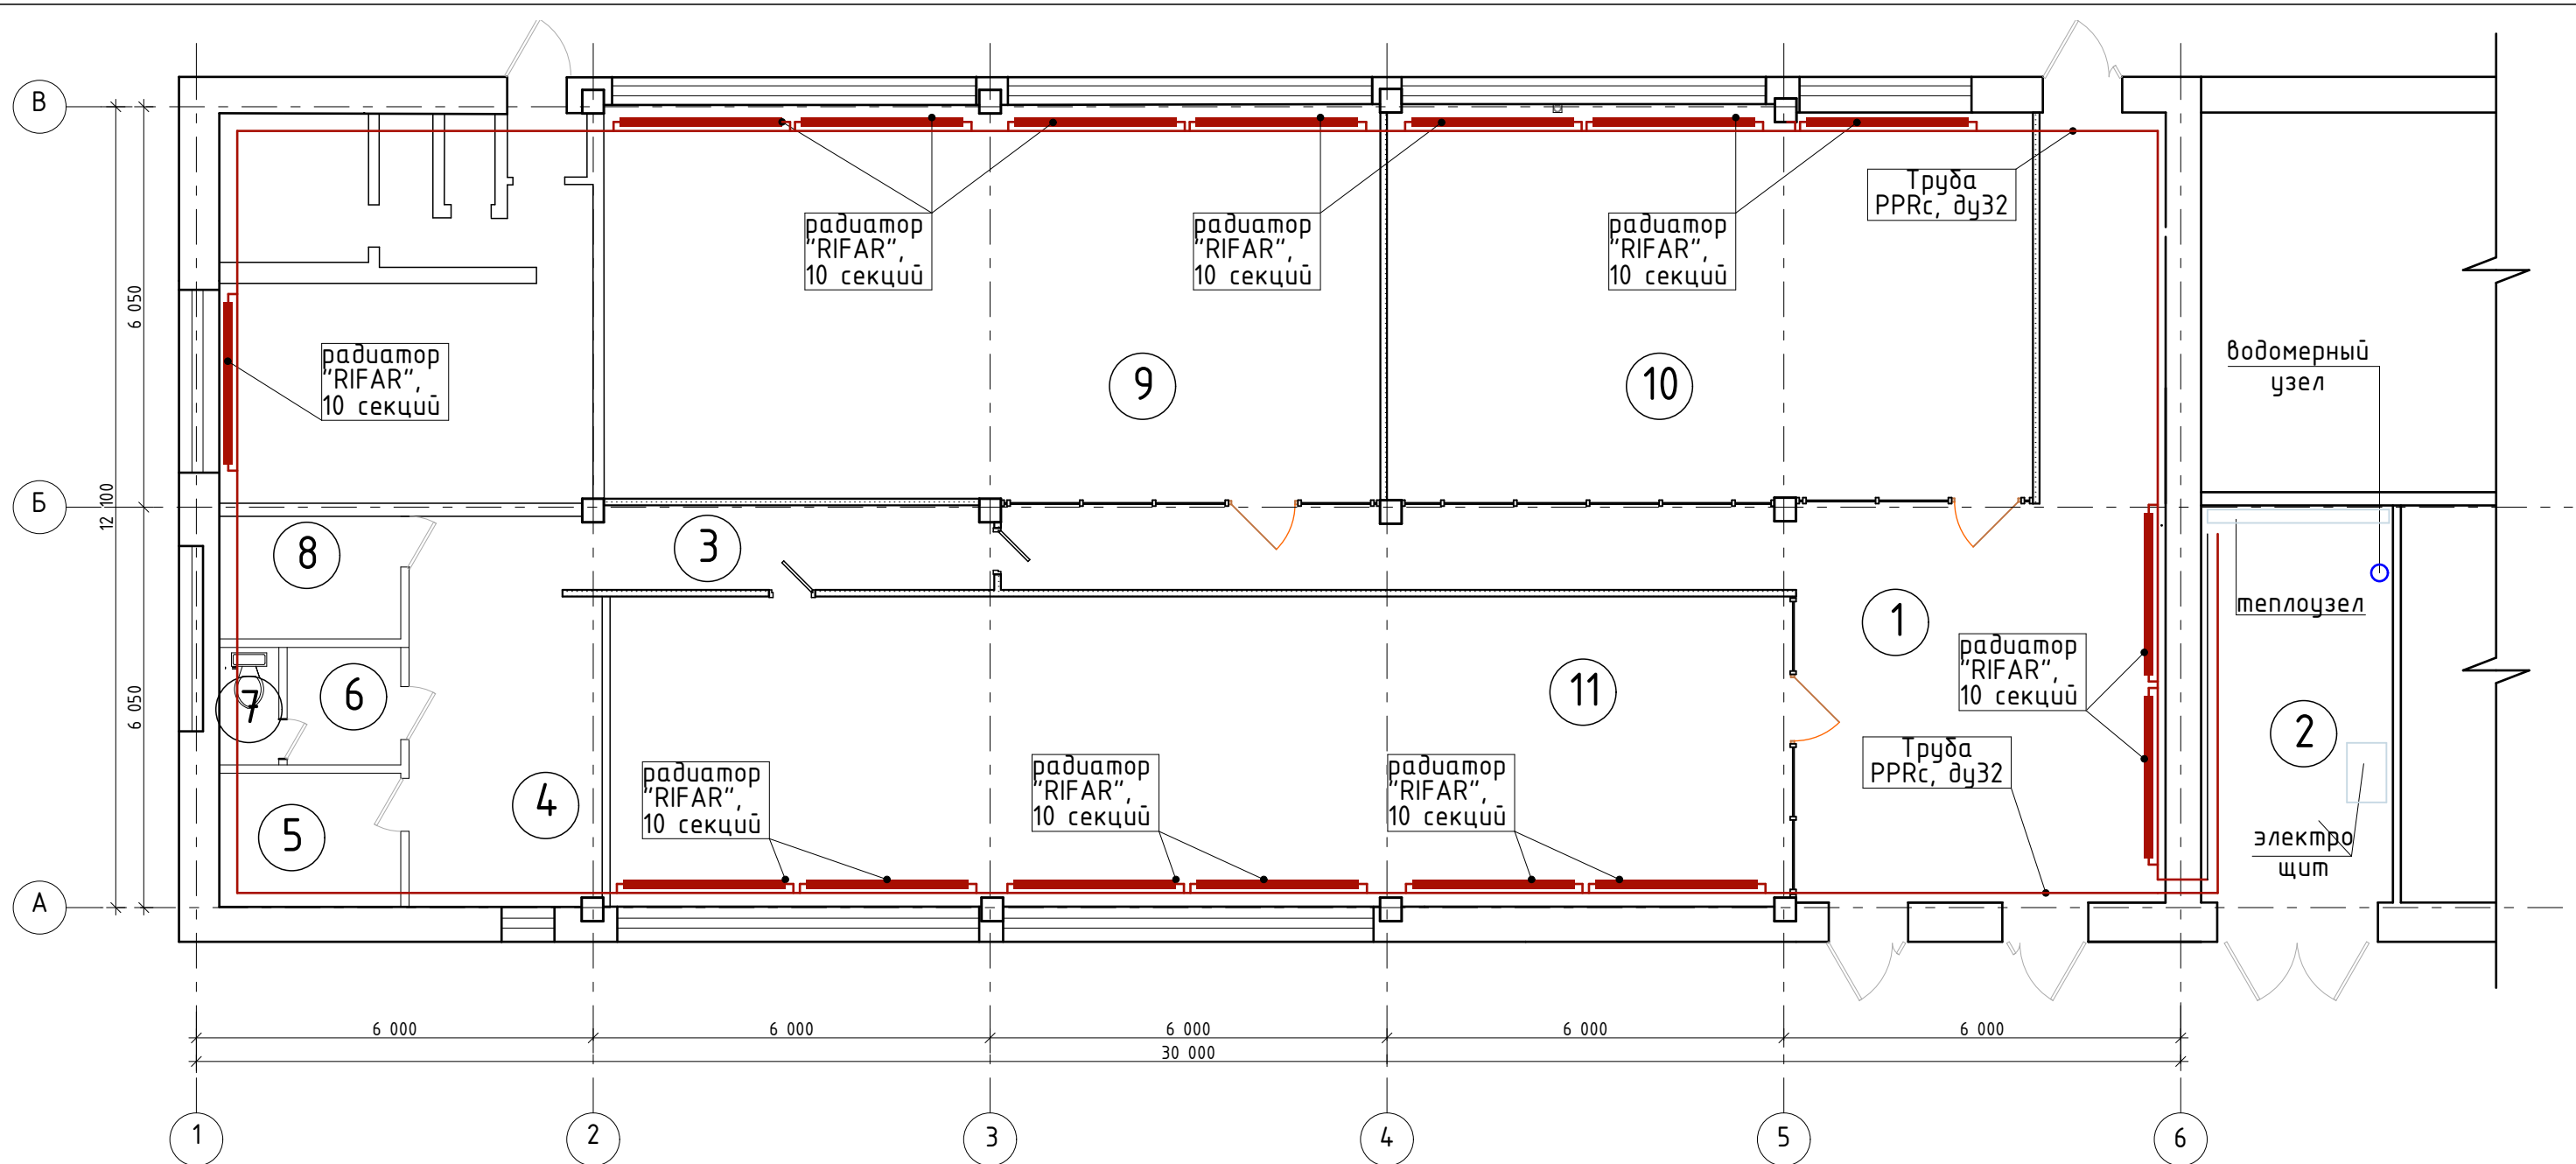 В
Б
А
6 050
12 100
6 050
радиатор
"RIFAR",
10 секций
радиатор
"RIFAR",
10 секций
радиатор
"RIFAR",
10 секций
Труба
PPRc, ду32
радиатор
"RIFAR",
10 секций
9
10
водомерный
узел
8
3
1
теплоузел
7
6
11
радиатор
"RIFAR",
10 секций
2
4
5
радиатор
"RIFAR",
10 секций
радиатор
"RIFAR",
10 секций
радиатор
"RIFAR",
10 секций
Труба
PPRc, ду32
электро
щит
6 000
6 000
6 000
6 000
6 000
30 000
1
2
3
4
5
6